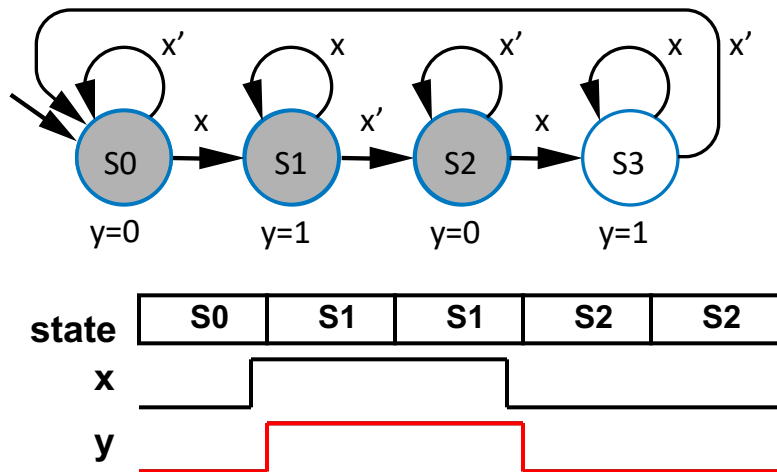 x’ x x’ x x’
x x’ x
S0 S1 S2 S3
y=0 y=1 y=0 y=1
state S0 S1 S1 S2 S2
x
y